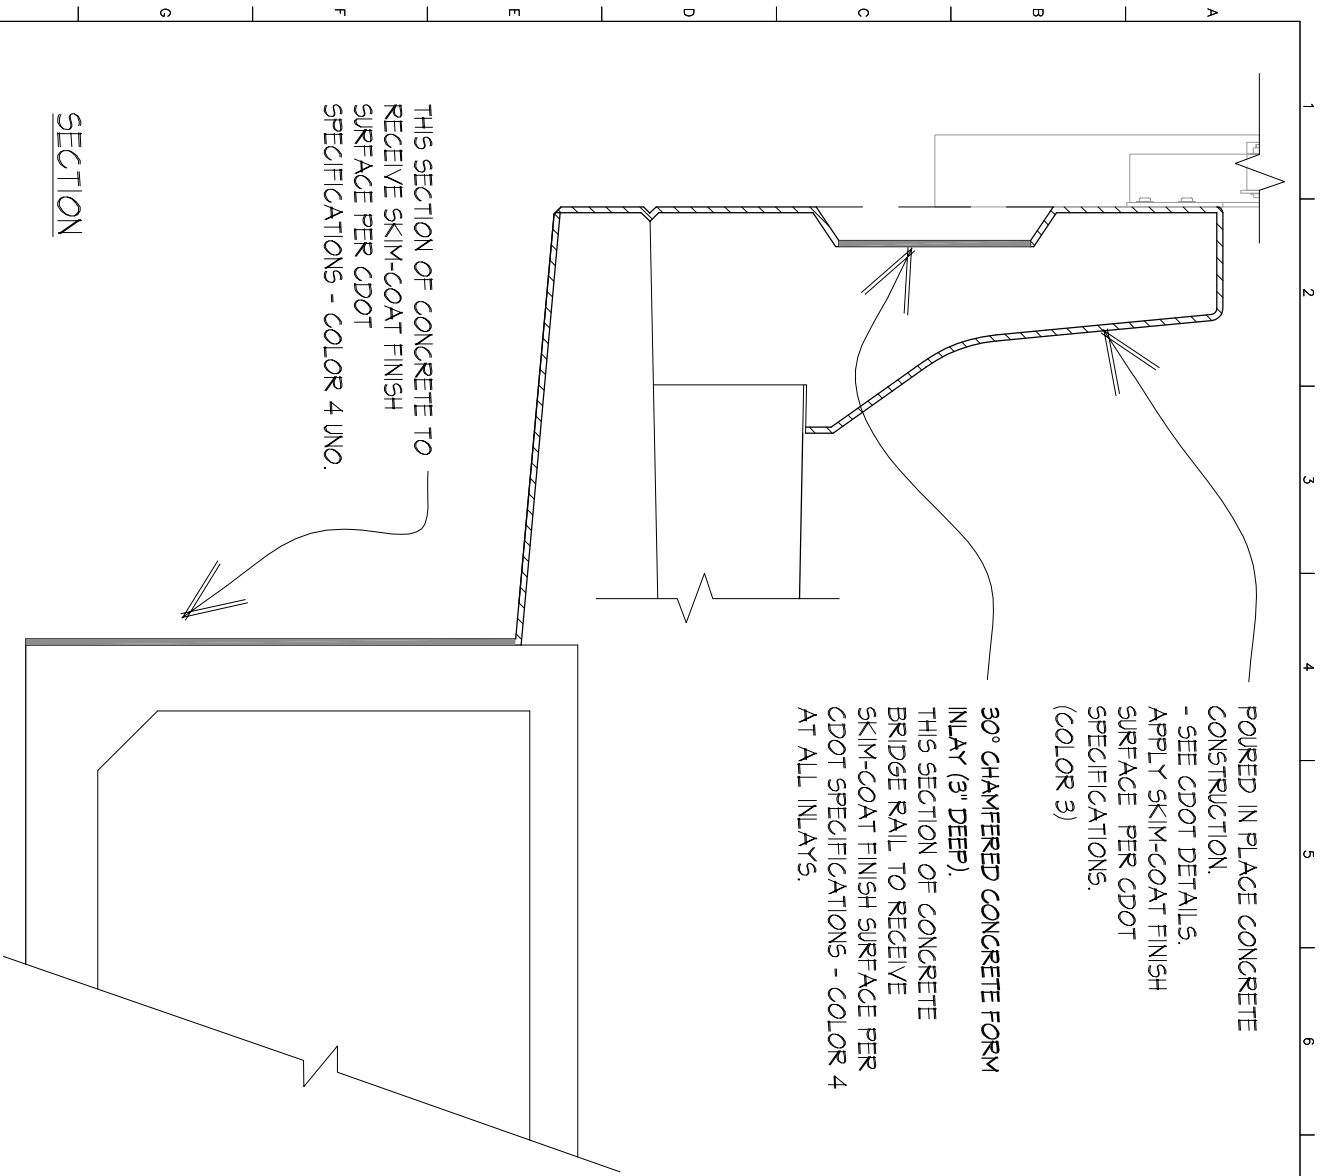 1
2
3
4
5
6
A
B
C
D
E
F
G
POURED IN PLACE CONCRETE
CONSTRUCTION.
- SEE CDOT DETAILS.
APPLY SKIM-COAT FINISH
SURFACE PER CDOT
SPECIFICATIONS.
(COLOR 3)
30° CHAMFERED CONCRETE FORM
INLAY (3" DEEP).
THIS SECTION OF CONCRETE
BRIDGE RAIL TO RECEIVE
SKIM-COAT FINISH SURFACE PER
CDOT SPECIFICATIONS - COLOR 4
AT ALL INLAYS.
THIS SECTION OF CONCRETE TO
RECEIVE SKIM-COAT FINISH
SURFACE PER CDOT
SPECIFICATIONS - COLOR 4 UNO.
SECTION